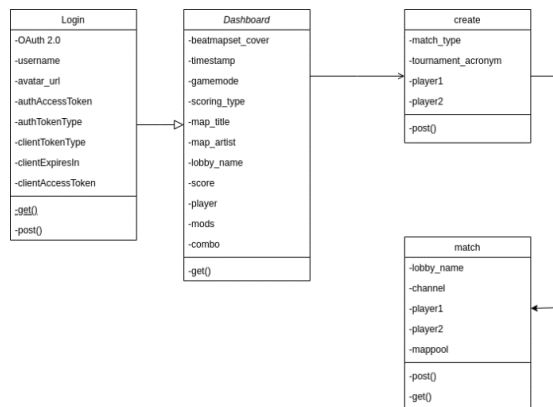 Login
-OAuth 2.0
-username
-avatar_url
-authAccessToken
-authTokenType
-clientTokenType
-clientExpiresIn
-clientAccessToken
-get()
-post()
Dashboard
-beatmapset_cover
-timestamp
-gamemode
-scoring_type
-map_title
-map_artist
-lobby_name
-score
-player
-mods
-combo
-get()
create
-match_type
-tournament_acronym
-player1
-player2
-post()
match
-lobby_name
-channel
-player1
-player2
-mappool
-post()
-get()